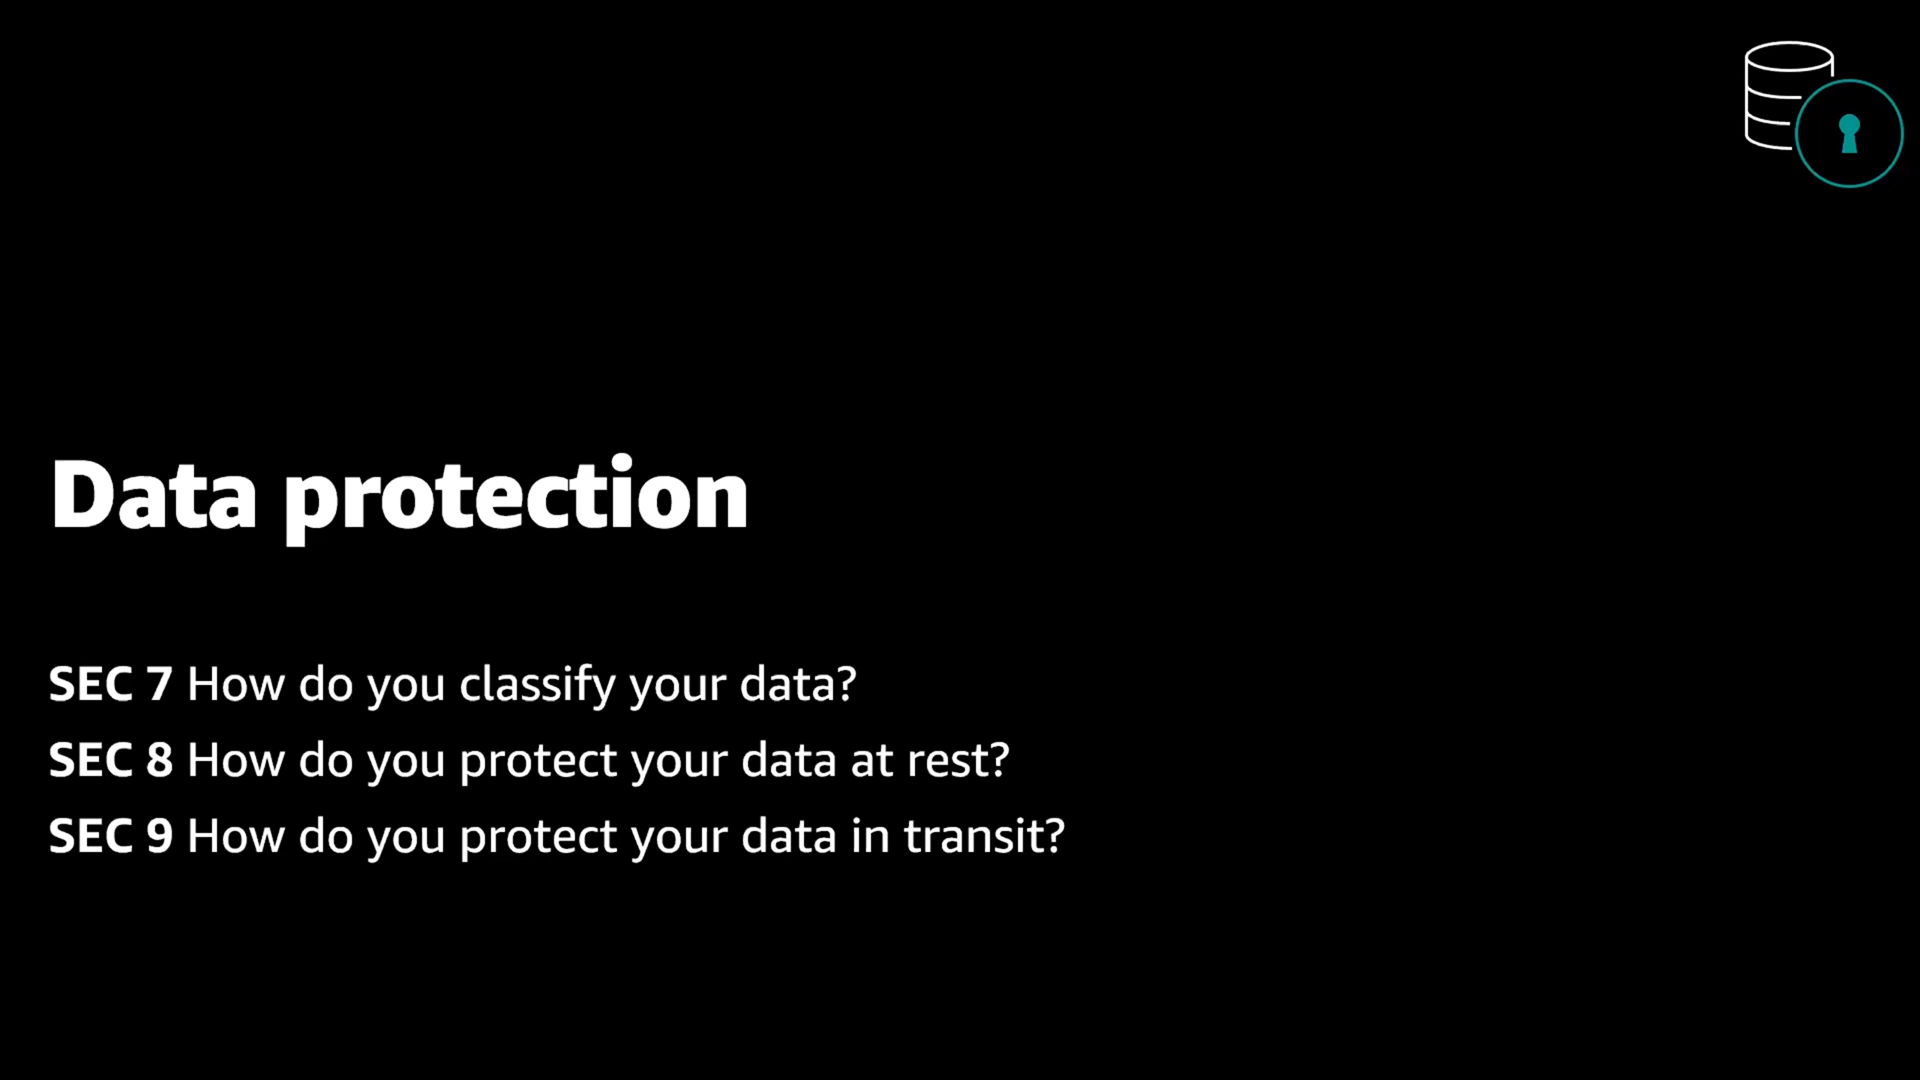 Data protection
SEC 7 How do you classify your data?
SEC 8 How do you protect your data at rest?
SEC 9 How do you protect your data in transit?